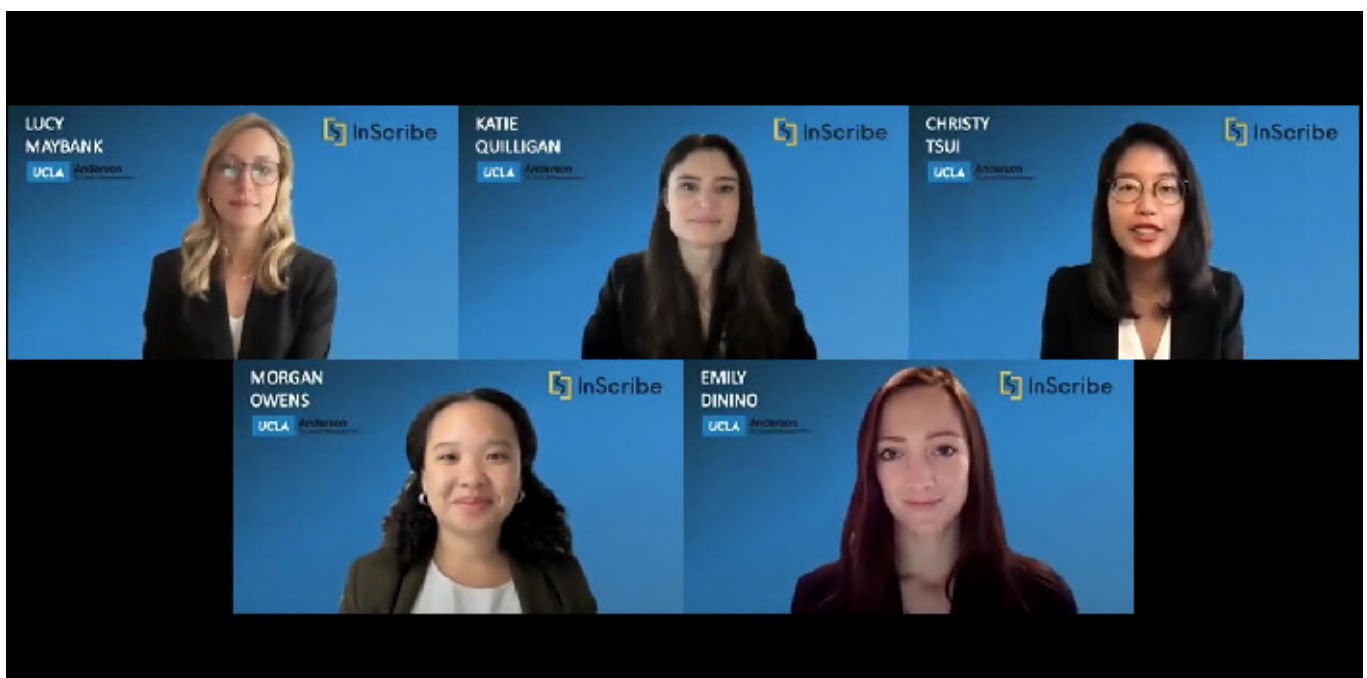 LUCY
MAYBANK
InScribe
UCLA Anderson
KATIE
QUILLIGAN
InScribe
UCLA Anderson
CHRISTY
TSUI
InScribe
UCLA Anderson
MORGAN
OWENS
InScribe
UCLA Anderson
EMILY
DININO
InScribe
UCLA Anderson